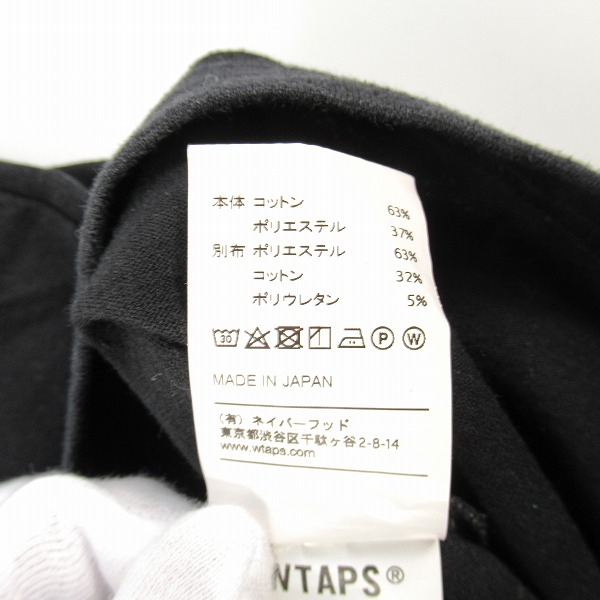 本体 コットン 63%
ポリエステル 37%
別布 ポリエステル 63%
コットン 32%
ポリウレタン 5%
30 P W
MADE IN JAPAN
(有) ネイバーフッド
東京都渋谷区千駄ヶ谷2-8-14
www.wtaps.com
WTAPS®